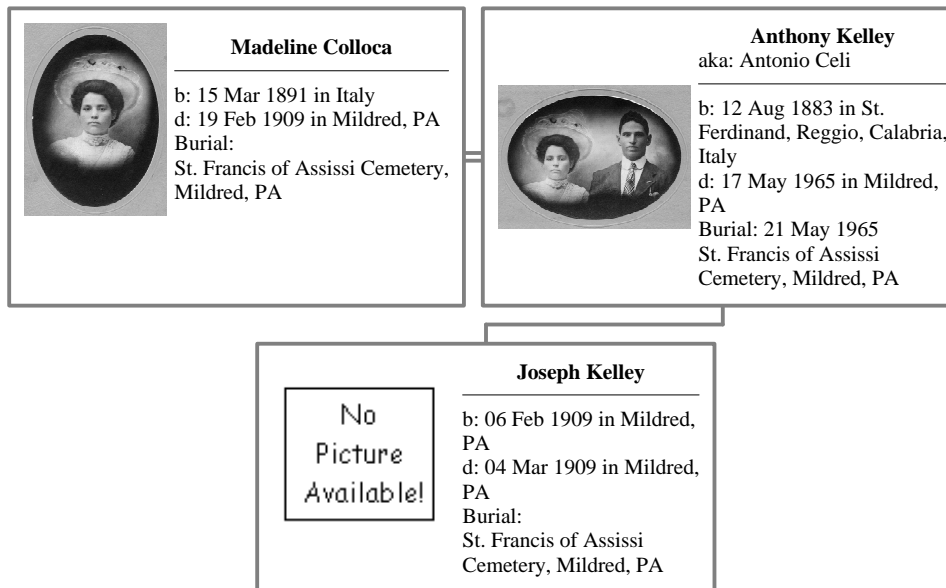 Madeline Colloca
b: 15 Mar 1891 in Italy
d: 19 Feb 1909 in Mildred, PA
Burial:
St. Francis of Assissi Cemetery,
Mildred, PA
Anthony Kelley
aka: Antonio Celi
b: 12 Aug 1883 in St.
Ferdinand, Reggio, Calabria,
Italy
d: 17 May 1965 in Mildred,
PA
Burial: 21 May 1965
St. Francis of Assissi
Cemetery, Mildred, PA
Joseph Kelley
No
Picture
Available!
b: 06 Feb 1909 in Mildred,
PA
d: 04 Mar 1909 in Mildred,
PA
Burial:
St. Francis of Assissi
Cemetery, Mildred, PA